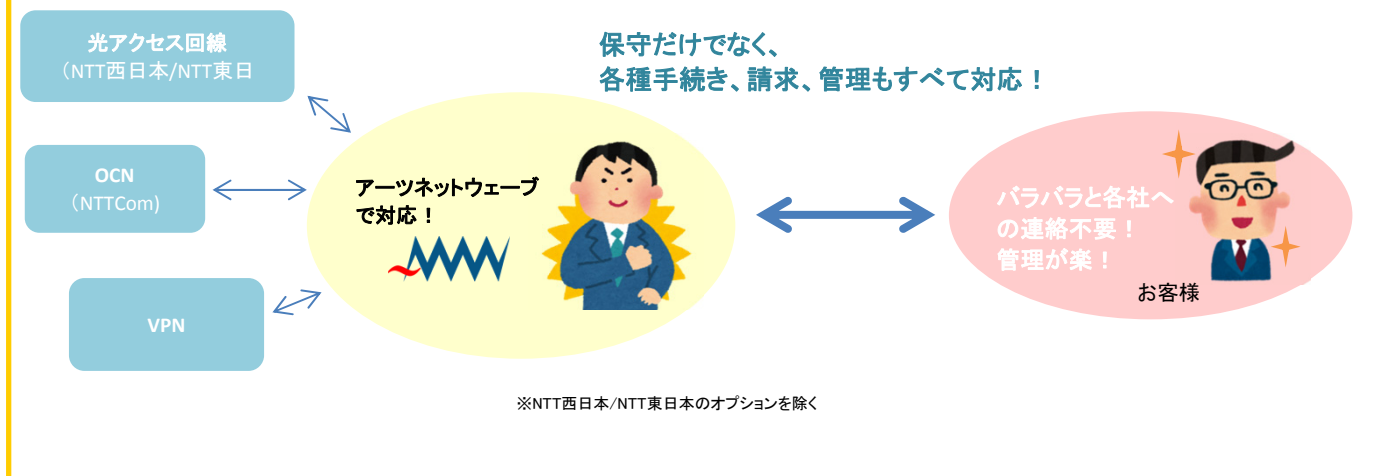 光アクセス回線
（NTT西日本/NTT東日
保守だけでなく、
各種手続き、請求、管理もすべて対応！
OCN
（NTTCom)
アーツネットウェーブ
で対応！
バラバラと各社へ
の連絡不要！
管理が楽！
お客様
VPN
※NTT西日本/NTT東日本のオプションを除く